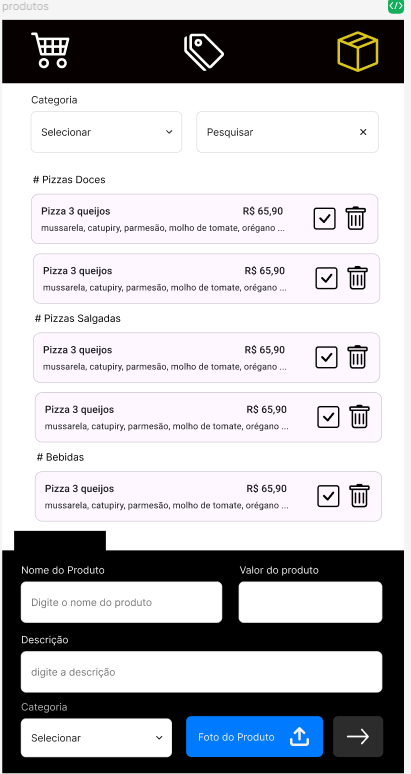 produtos
</>
Categoria
Selecionar
Pesquisar
# Pizzas Doces
Pizza 3 queijos R$ 65,90
mussarela, catupiry, parmesão, molho de tomate, orégano ...
Pizza 3 queijos R$ 65,90
mussarela, catupiry, parmesão, molho de tomate, orégano ...
# Pizzas Salgadas
Pizza 3 queijos R$ 65,90
mussarela, catupiry, parmesão, molho de tomate, orégano ...
Pizza 3 queijos R$ 65,90
mussarela, catupiry, parmesão, molho de tomate, orégano ...
# Bebidas
Pizza 3 queijos R$ 65,90
mussarela, catupiry, parmesão, molho de tomate, orégano ...
Nome do Produto
Valor do produto
Digite o nome do produto
Descrição
digite a descrição
Categoria
Selecionar
Foto do Produto